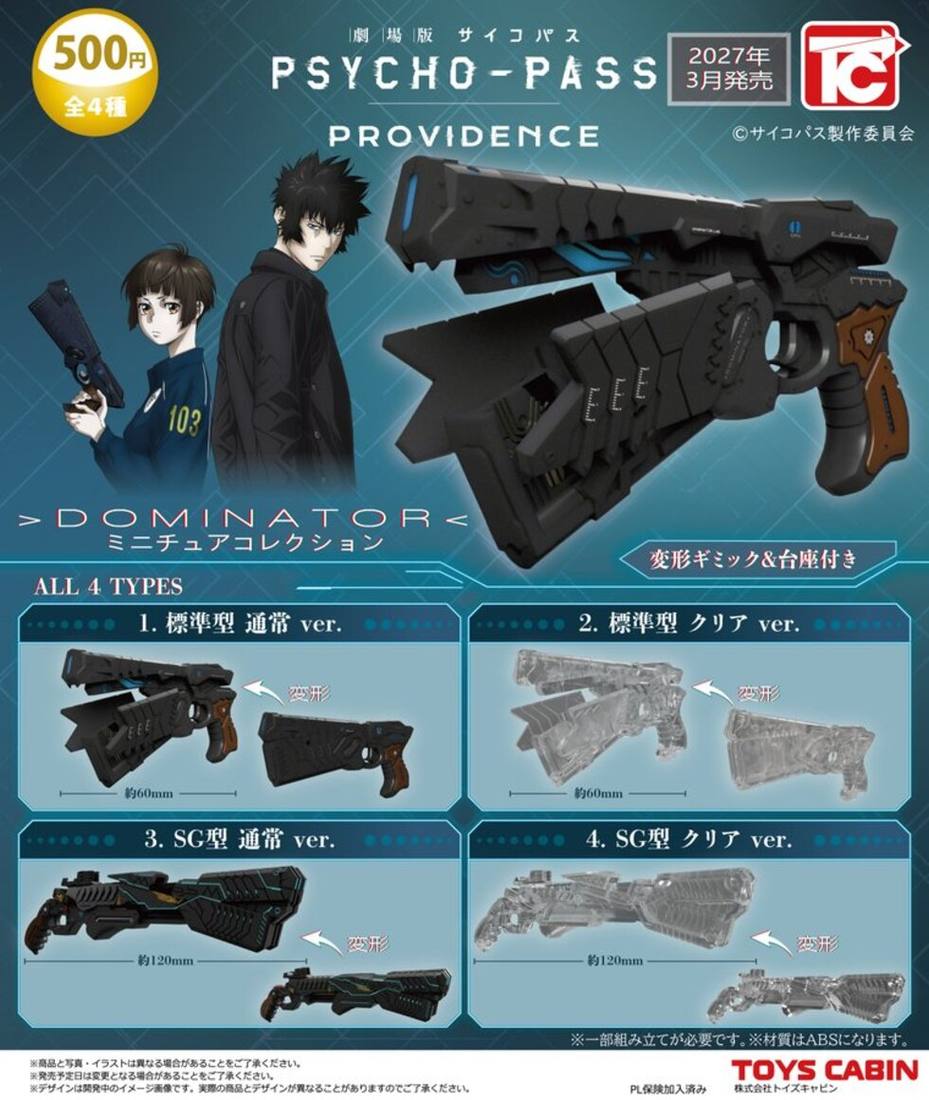 500円
全4種
劇場版 サイコパス
PSYCHO-PASS
PROVIDENCE
2027年
3月発売
TC
©サイコパス製作委員会
103
>DOMINATOR<
ミニチュアコレクション
変形ギミック&台座付き
ALL 4 TYPES
1. 標準型 通常 ver.
変形
約60mm
2. 標準型 クリア ver.
変形
約60mm
3. SG型 通常 ver.
変形
約120mm
4. SG型 クリア ver.
変形
約120mm
※一部組み立てが必要です。※材質はABSになります。
※商品と写真・イラストは異なる場合があることをご了承ください。
※発売予定日は変更となる場合があることをご了承ください。
※デザインは開発中のイメージ画像です。実際の商品とデザインが異なることがありますのでご了承ください。
PL保険加入済み
TOYS CABIN
株式会社トイズキャビン